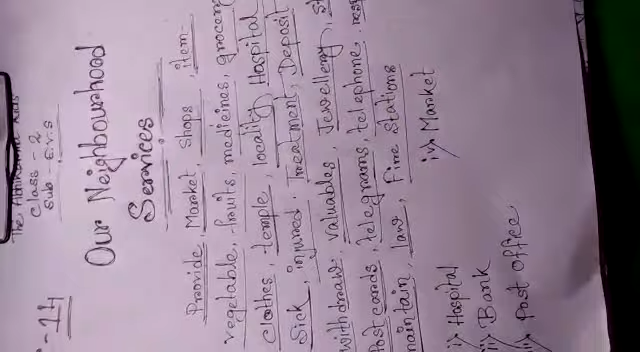 The
Class - 2
Sub - E.V.S
- 14
Our Neighbourhood
Services
Provide, Market, shops, item
vegetable, fruits, medicines, grocery
clothes, temple, locality, Hospital
Sick, injured, Treatment, Deposit
withdraw, valuables, Jewellery,
Post cards, telegrams, telephone,
maintain, law, Fire Stations
i) Hospital
iv) Market
ii) Bank
Post office